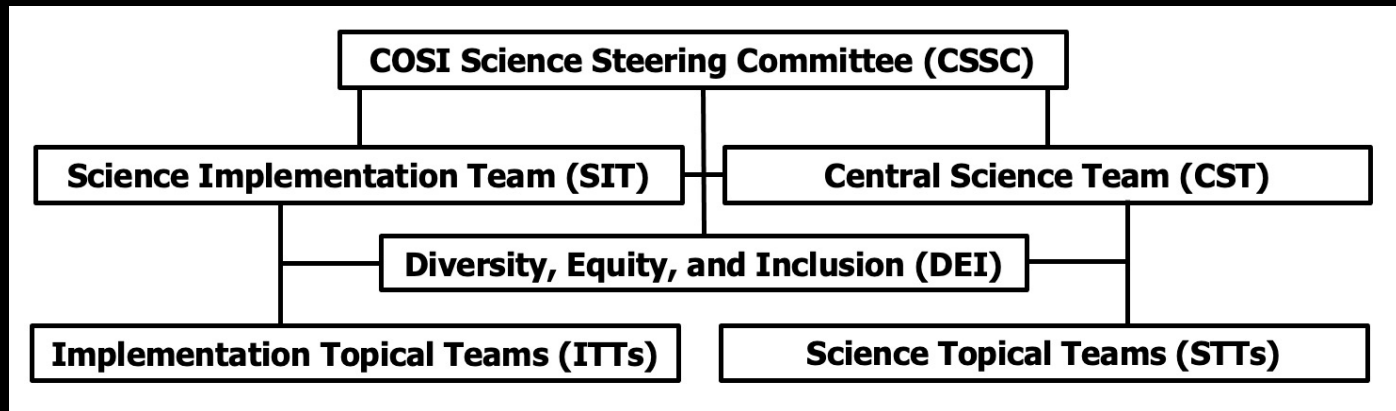 COSI Science Steering Committee (CSSC)
Science Implementation Team (SIT)
Central Science Team (CST)
Diversity, Equity, and Inclusion (DEI)
Implementation Topical Teams (ITTs)
Science Topical Teams (STTs)